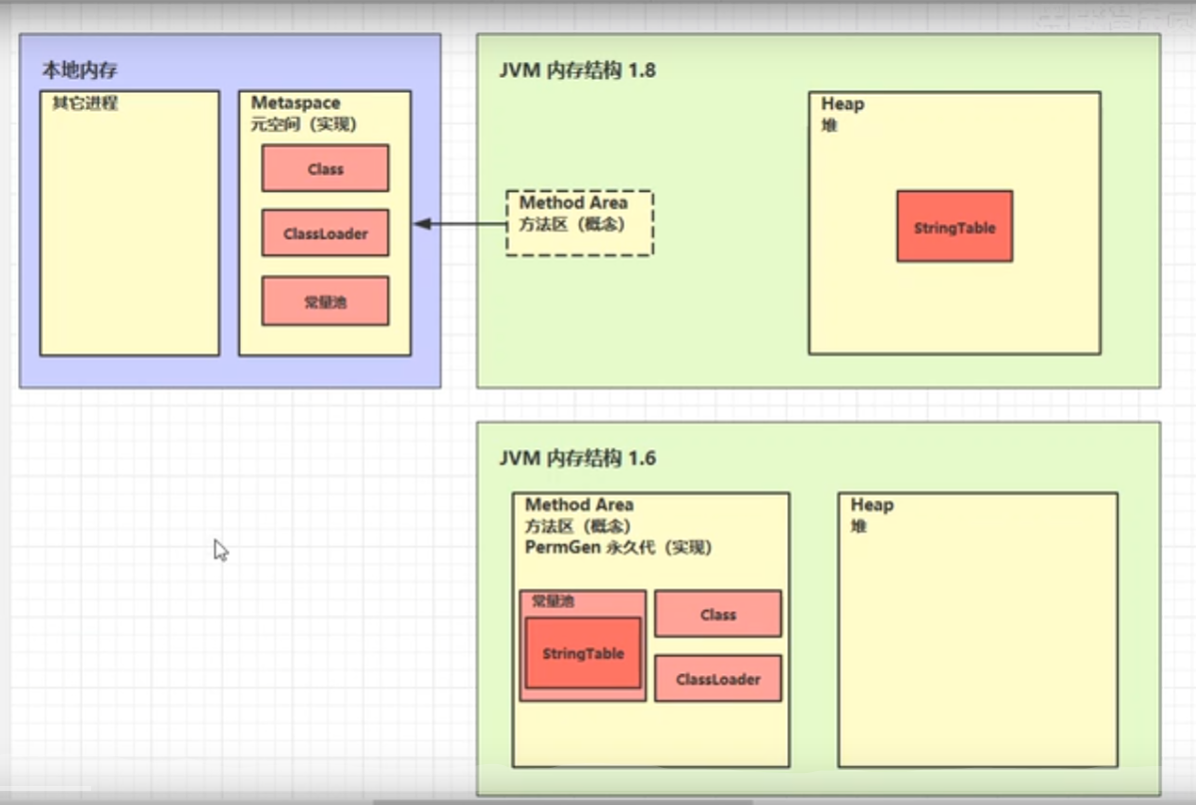 本地内存
其它进程
Metaspace
元空间（实现）
Class
ClassLoader
常量池
JVM 内存结构 1.8
Method Area
方法区（概念）
Heap
堆
StringTable
JVM 内存结构 1.6
Method Area
方法区（概念）
PermGen 永久代（实现）
常量池
StringTable
Class
ClassLoader
Heap
堆